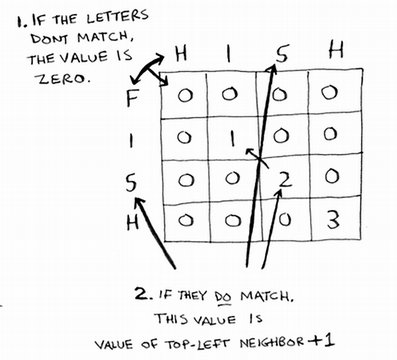 1. IF THE LETTERS
DONT MATCH,
THE VALUE IS
ZERO.
H I S H
F 0 0 0 0
I 0 1 0 0
S 0 0 2 0
H 0 0 0 3
2. IF THEY DO MATCH,
THIS VALUE IS
VALUE OF TOP-LEFT NEIGHBOR +1